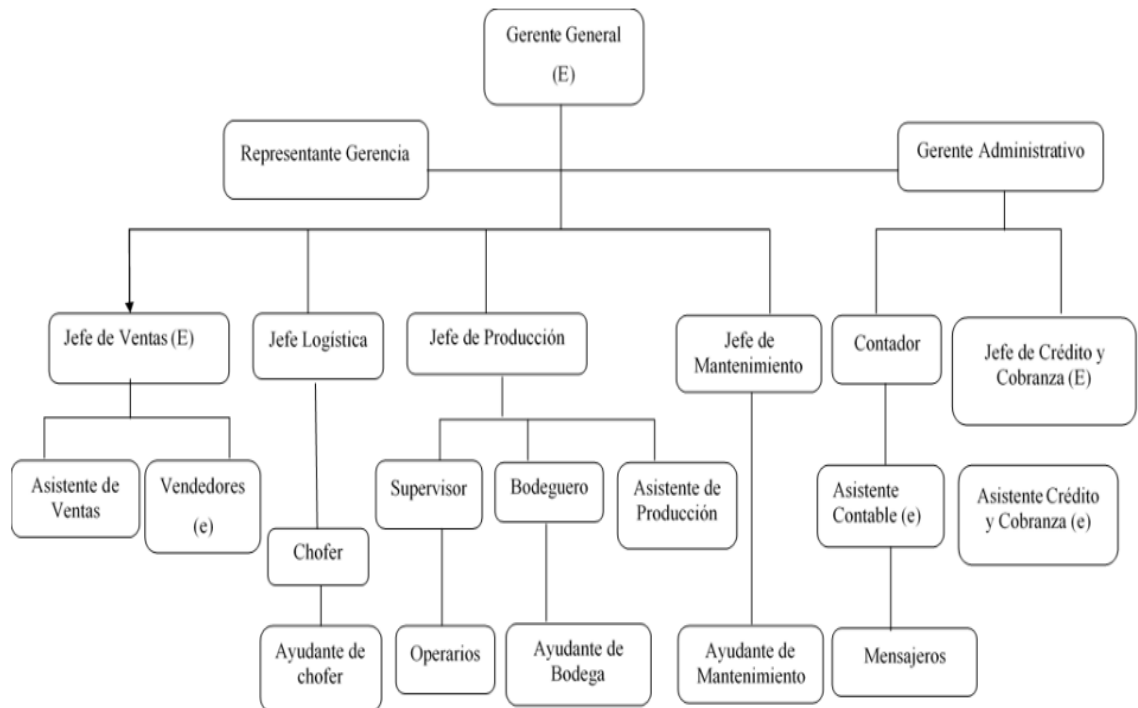 Gerente General
(E)
Representante Gerencia
Gerente Administrativo
Jefe de Ventas (E)
Jefe Logística
Jefe de Producción
Jefe de
Mantenimiento
Contador
Jefe de Crédito y
Cobranza (E)
Asistente de
Ventas
Vendedores
(e)
Chofer
Supervisor
Bodeguero
Asistente de
Producción
Asistente
Contable (e)
Asistente Crédito
y Cobranza (e)
Ayudante de
chofer
Operarios
Ayudante de
Bodega
Ayudante de
Mantenimiento
Mensajeros